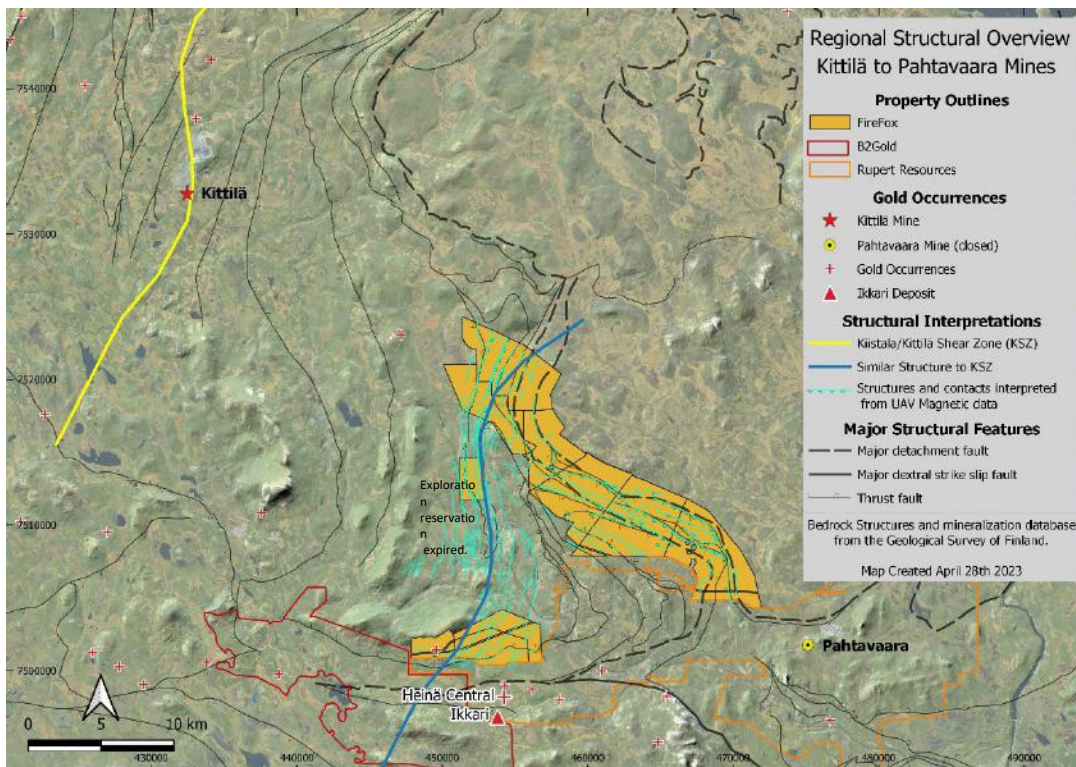 Regional Structural Overview
Kittilä to Pahtavaara Mines
Property Outlines
FireFox
B2Gold
Rupert Resources
Gold Occurrences
Kittilä Mine
Pahtavaara Mine (closed)
Gold Occurrences
Ikkari Deposit
Structural Interpretations
Kiistala/Kittilä Shear Zone (KSZ)
Similar Structure to KSZ
Structures and contacts interpreted
from UAV Magnetic data
Major Structural Features
Major detachment fault
Major dextral strike slip fault
Thrust fault
Bedrock Structures and mineralization database
from the Geological Survey of Finland.
Map Created April 28th 2023
7540000
Kittilä
7530000
7520000
Exploratio
n
reservatio
n
expired.
7510000
Pahtavaara
7500000
Heinä Central
Ikkari
0 5 10 km
430000 440000 450000 460000 470000 480000 490000